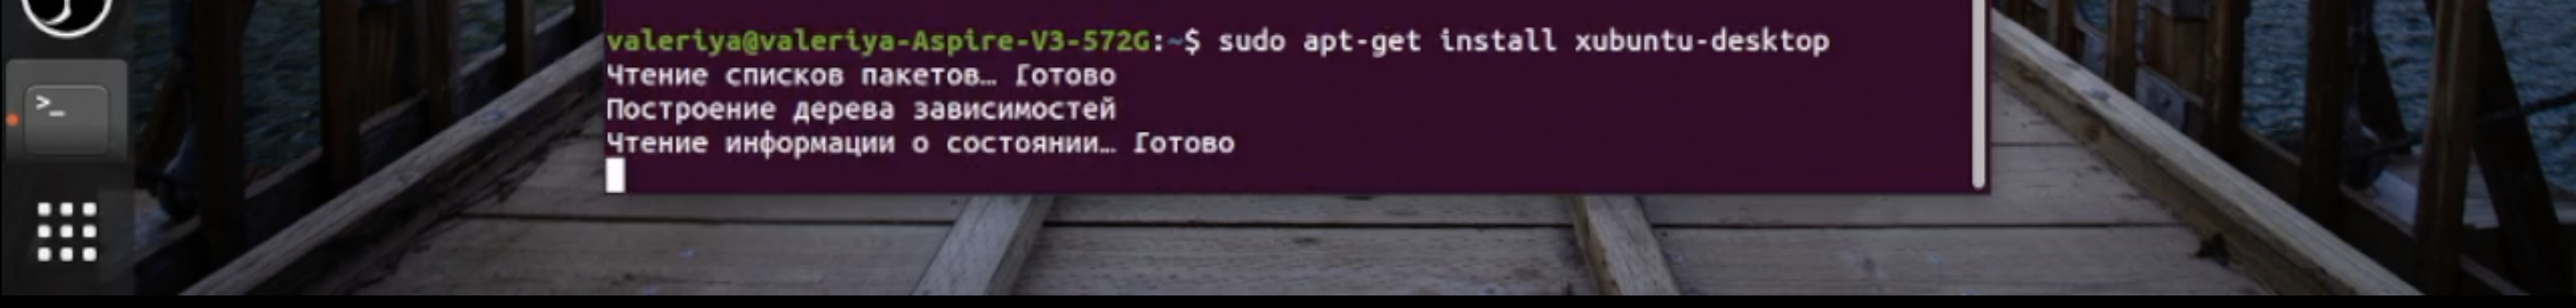 valeriya@valeriya-Aspire-V3-572G:~$ sudo apt-get install xubuntu-desktop
Чтение списков пакетов… Готово
Построение дерева зависимостей
Чтение информации о состоянии… Готово